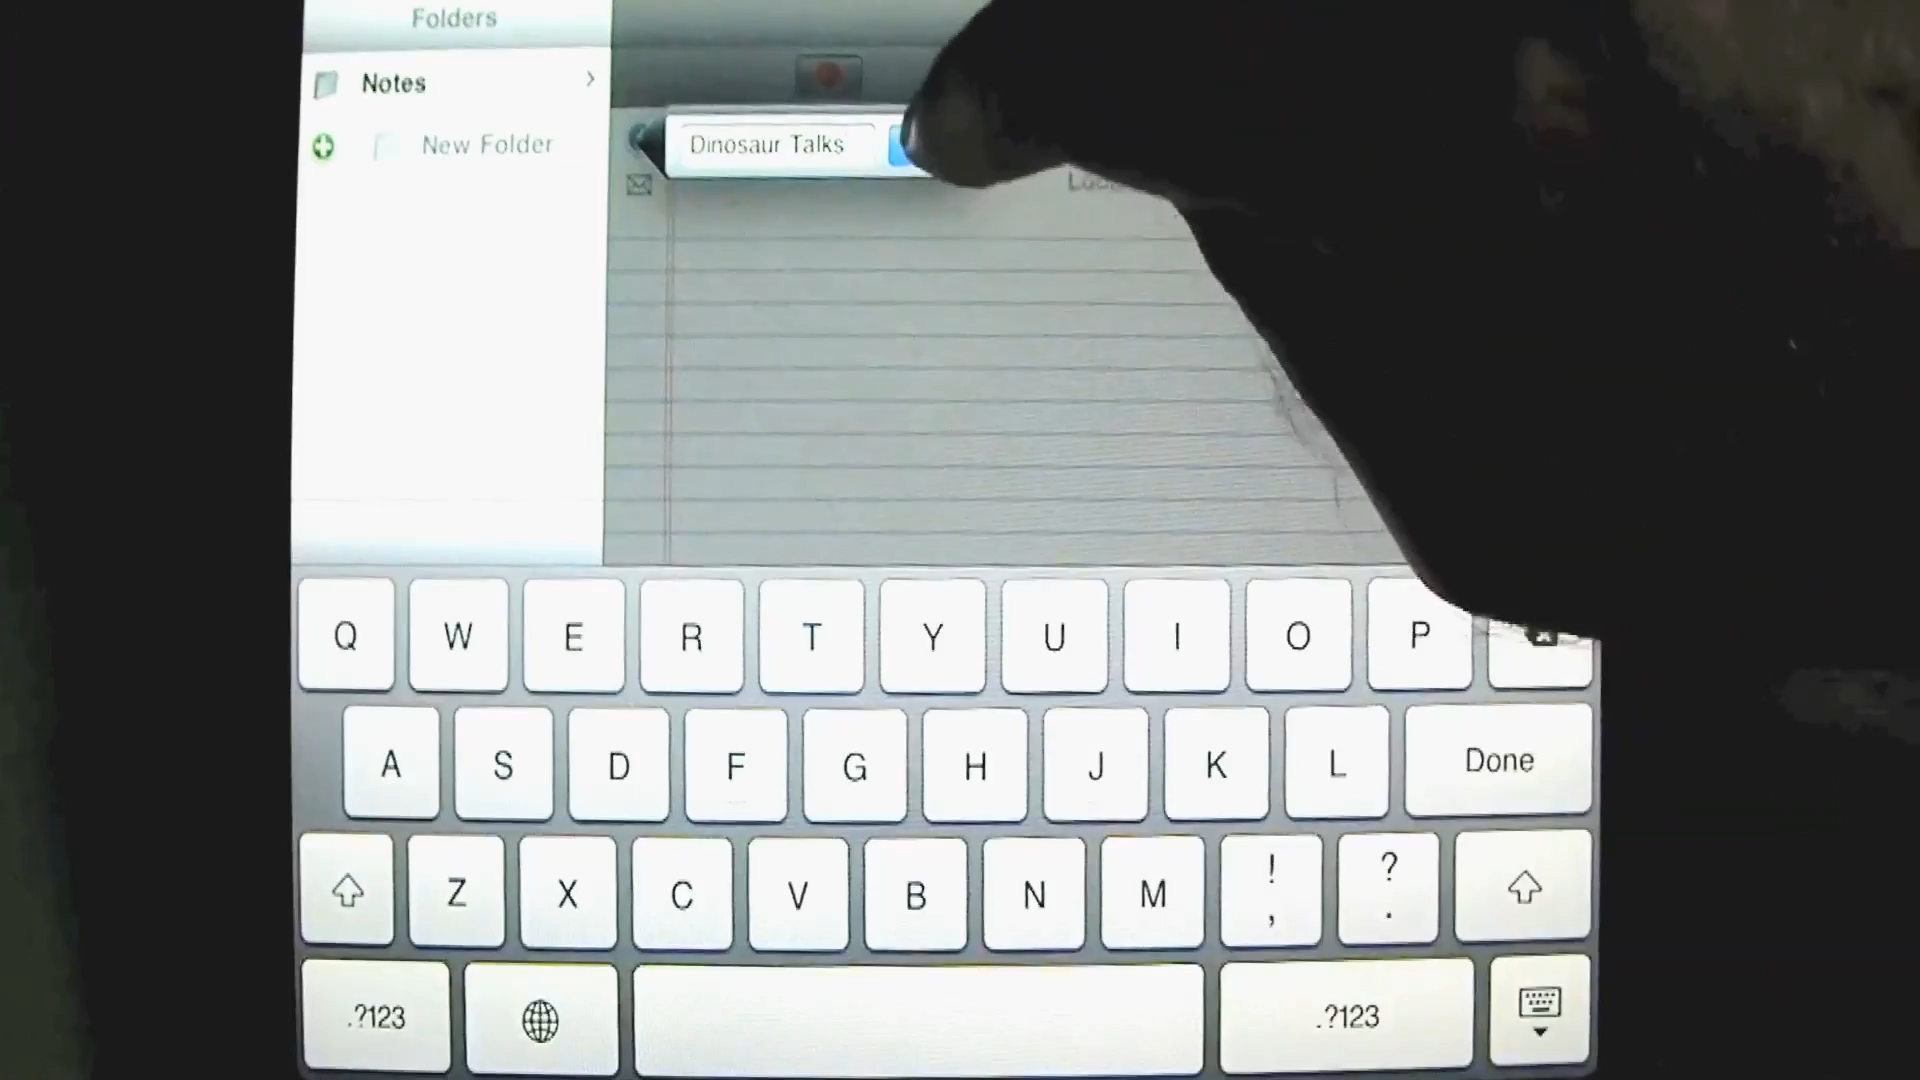 Folders
Notes
New Folder
Dinosaur Talks
Q W E R T Y U I O P
A S D F G H J K L Done
Z X C V B N M ! , ? .
.?123 .?123